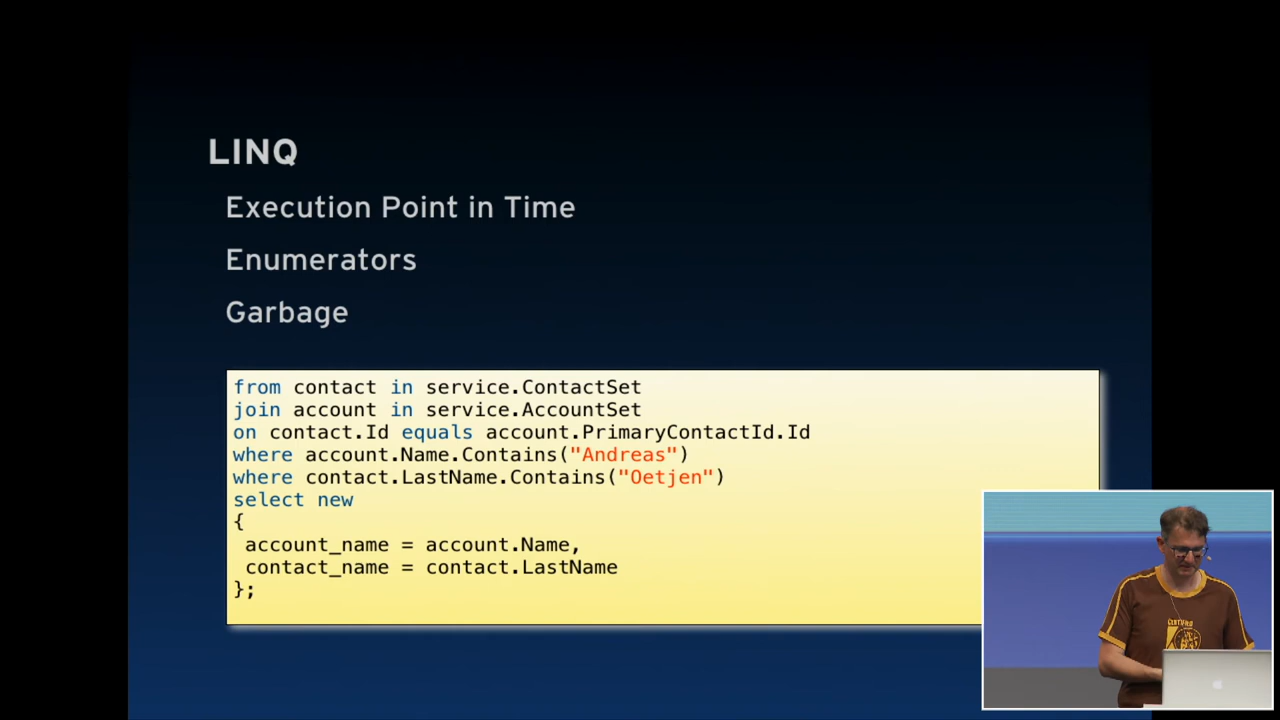 LINQ
Execution Point in Time
Enumerators
Garbage
from contact in service.ContactSet
join account in service.AccountSet
on contact.Id equals account.PrimaryContactId.Id
where account.Name.Contains("Andreas")
where contact.LastName.Contains("Oetjen")
select new
{
account_name = account.Name,
contact_name = contact.LastName
};
CERTIFIED